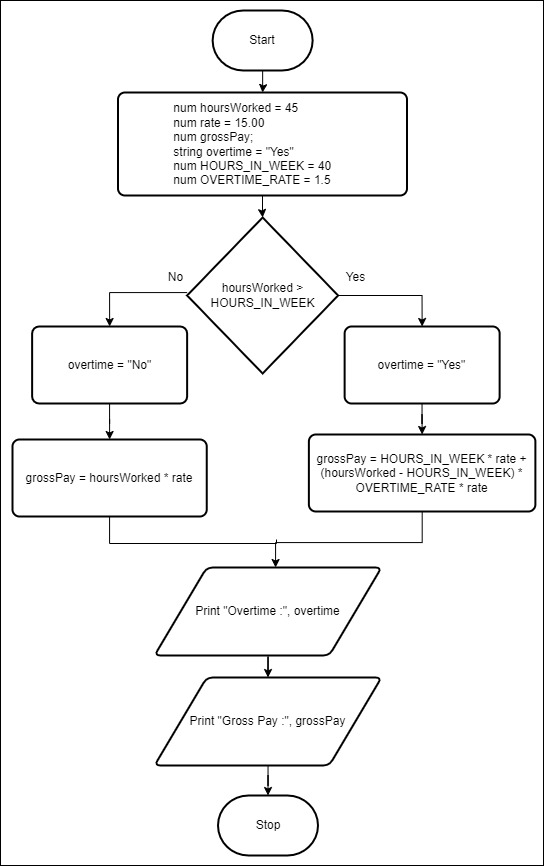 Start
num hoursWorked = 45
num rate = 15.00
num grossPay;
string overtime = "Yes"
num HOURS_IN_WEEK = 40
num OVERTIME_RATE = 1.5
No
Yes
hoursWorked >
HOURS_IN_WEEK
overtime = "No"
overtime = "Yes"
grossPay = hoursWorked * rate
grossPay = HOURS_IN_WEEK * rate +
(hoursWorked - HOURS_IN_WEEK) *
OVERTIME_RATE * rate
Print "Overtime :", overtime
Print "Gross Pay :", grossPay
Stop